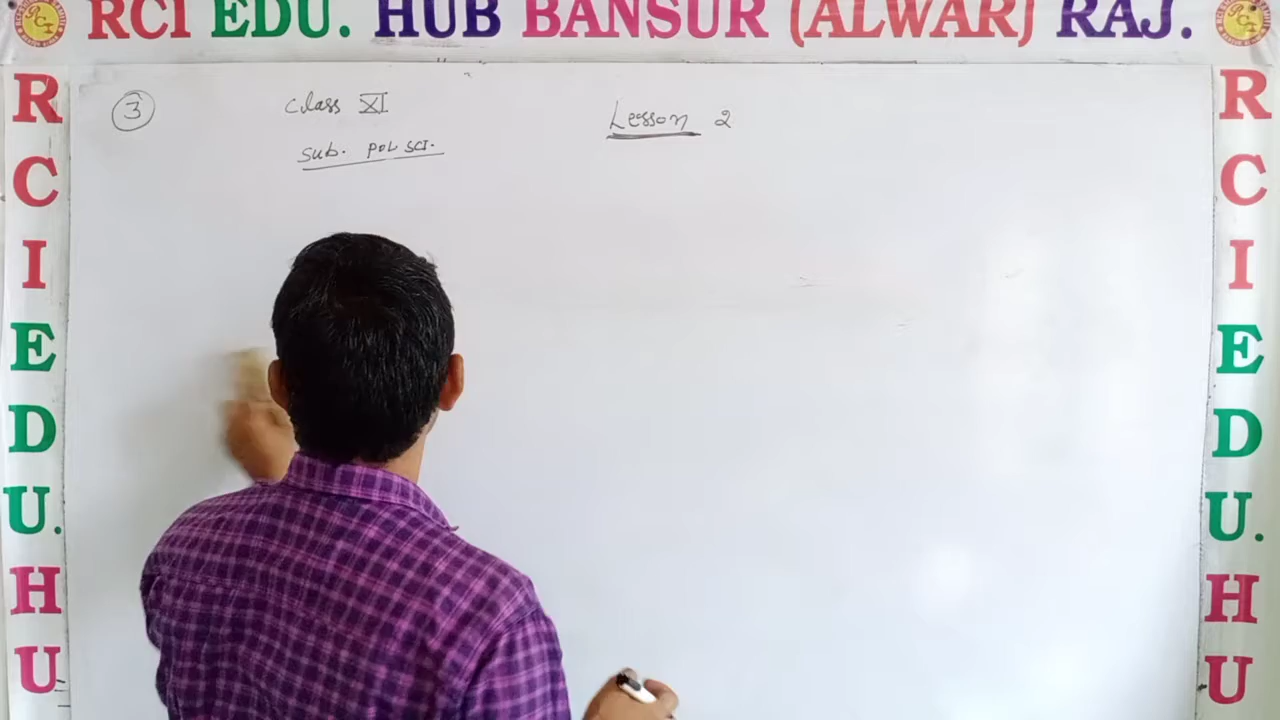 RCI EDU. HUB BANSUR (ALWAR) RAJ.
R
C
I
E
D
U.
H
U
3
Class XI
Sub. POL SCI.
Lesson 2
R
C
I
E
D
U.
H
U